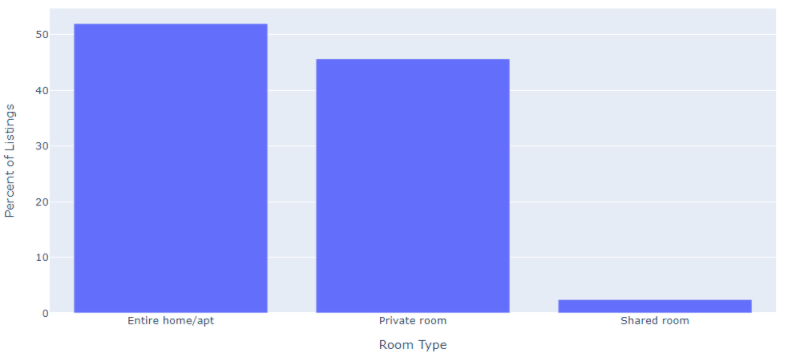 Percent of Listings
50
40
30
20
10
0
Entire home/apt
Private room
Shared room
Room Type